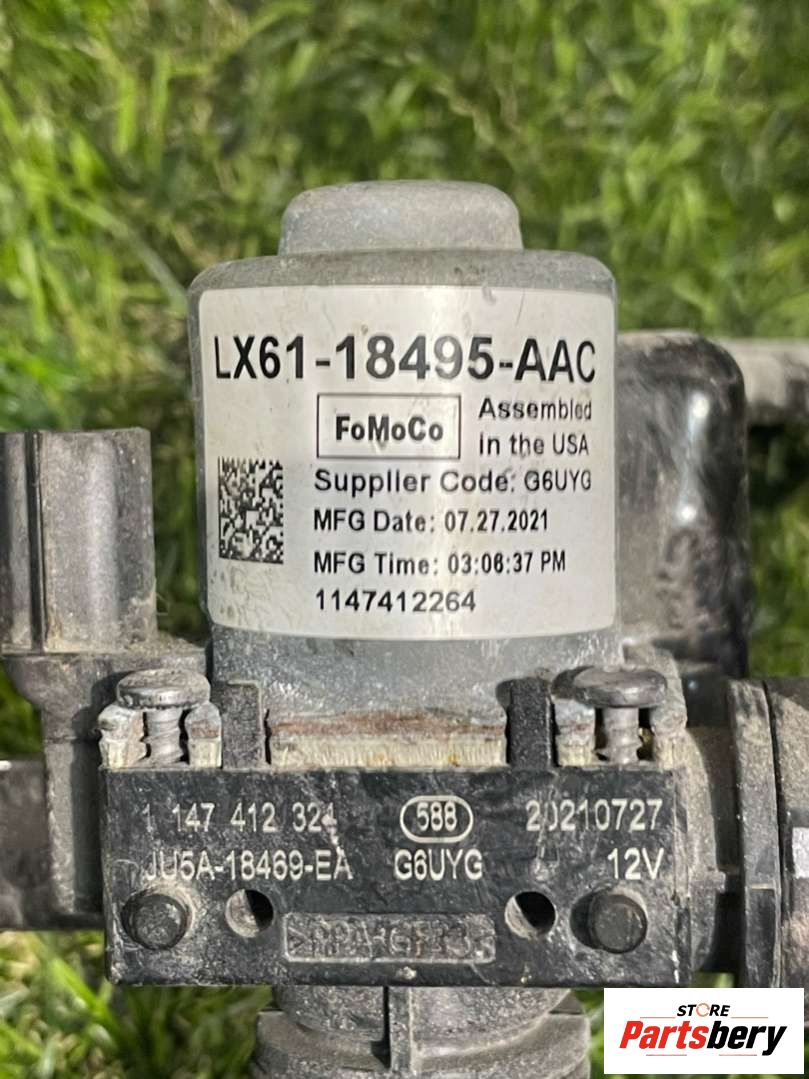 LX61-18495-AAC
FoMoCo
Assembled
in the USA
Supplier Code: G6UYG
MFG Date: 07.27.2021
MFG Time: 03:06:37 PM
1147412264
1 147 412 324 588 20210727
JU5A-18469-EA G6UYG 12V
STORE
Partsbery